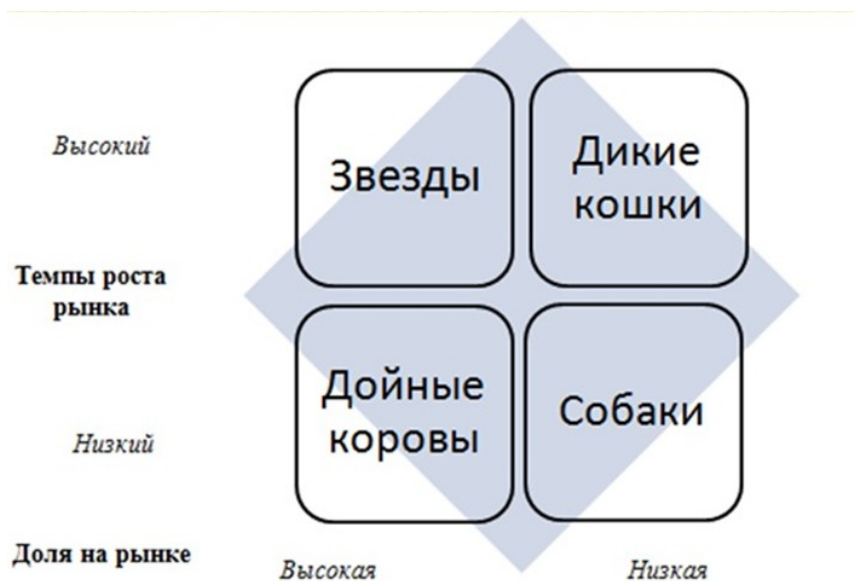 Высокий
Звезды
Дикие
кошки
Темпы роста
рынка
Дойные
коровы
Собаки
Низкий
Доля на рынке
Высокая
Низкая